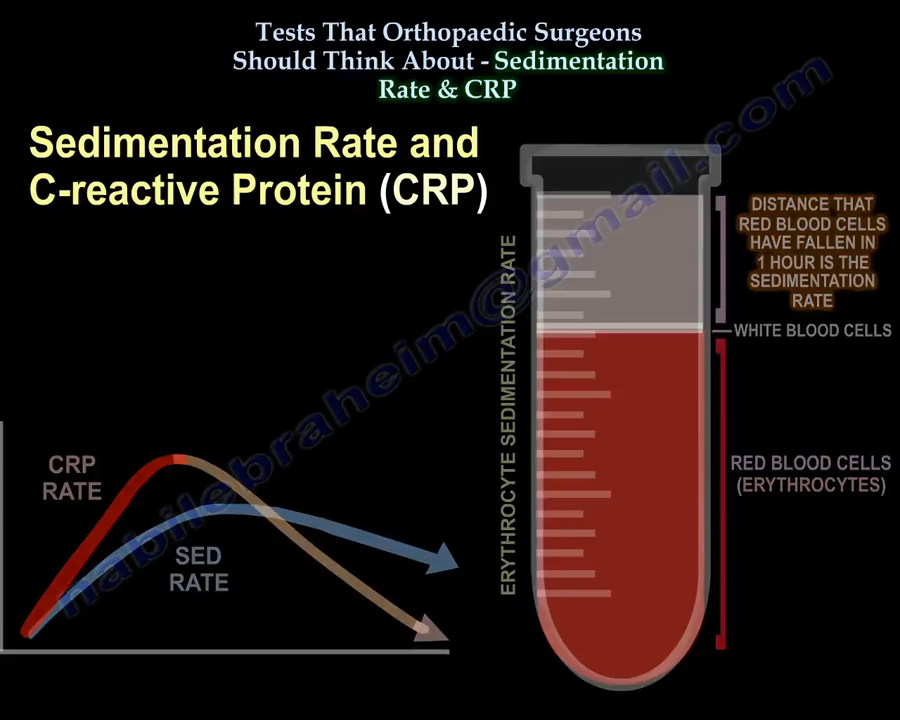 Tests That Orthopaedic Surgeons
Should Think About - Sedimentation
Rate & CRP
Sedimentation Rate and
C-reactive Protein (CRP)
DISTANCE THAT
RED BLOOD CELLS
HAVE FALLEN IN
1 HOUR IS THE
SEDIMENTATION
RATE
WHITE BLOOD CELLS
ERYTHROCYTE SEDIMENTATION RATE
RED BLOOD CELLS
(ERYTHROCYTES)
CRP
RATE
SED
RATE
nabilebraheim@gmail.com